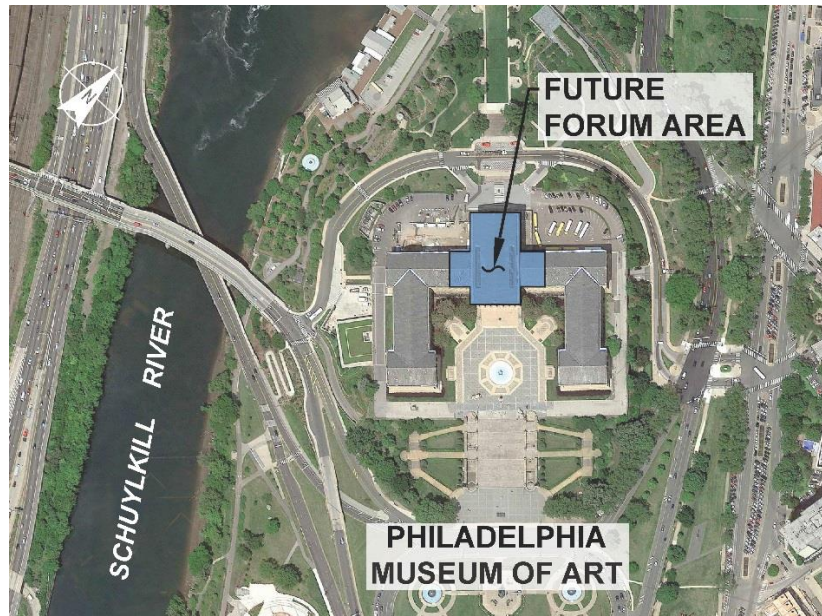 N
FUTURE
FORUM AREA
SCHUYLKILL RIVER
PHILADELPHIA
MUSEUM OF ART